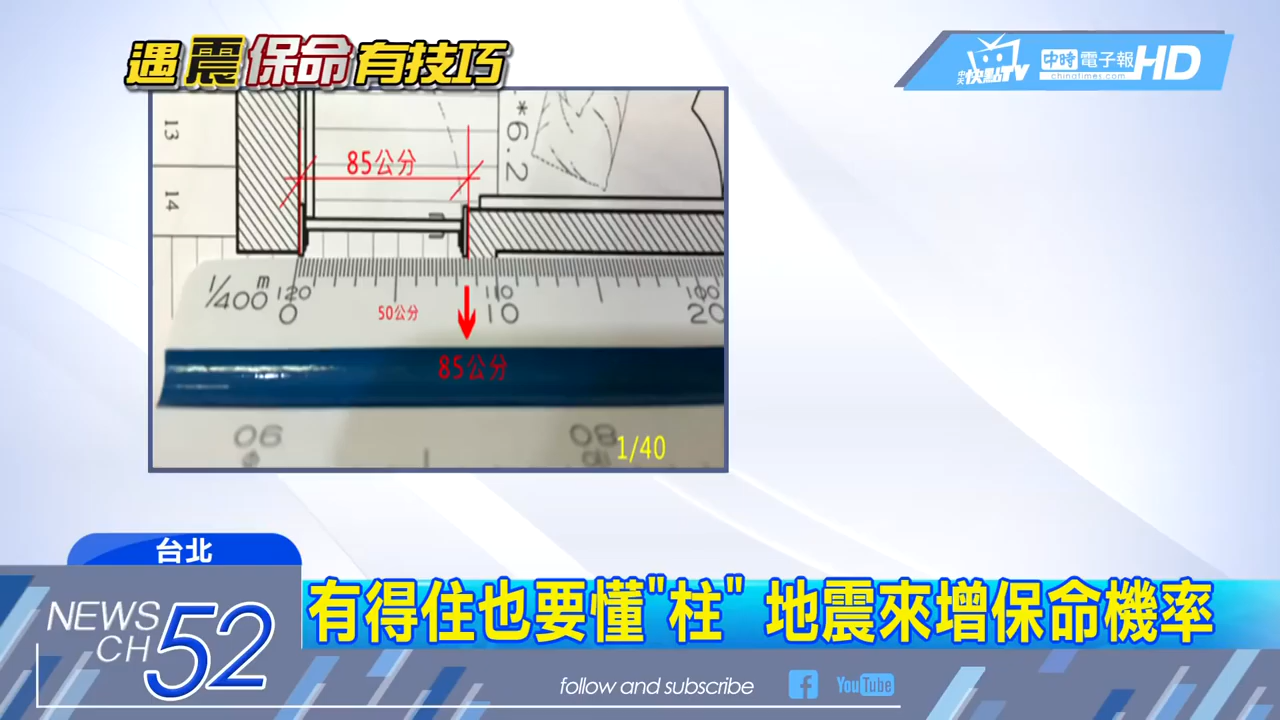 遇震保命有技巧
中天快點TV 中時電子報 HD
chinatimes.com
13
14
*6.2
85公分
1/400 m
120 110 100
0 10 20
50公分
85公分
90 80
1/40
台北
有得住也要懂"柱" 地震來增保命機率
NEWS
CH 52
follow and subscribe
YouTube